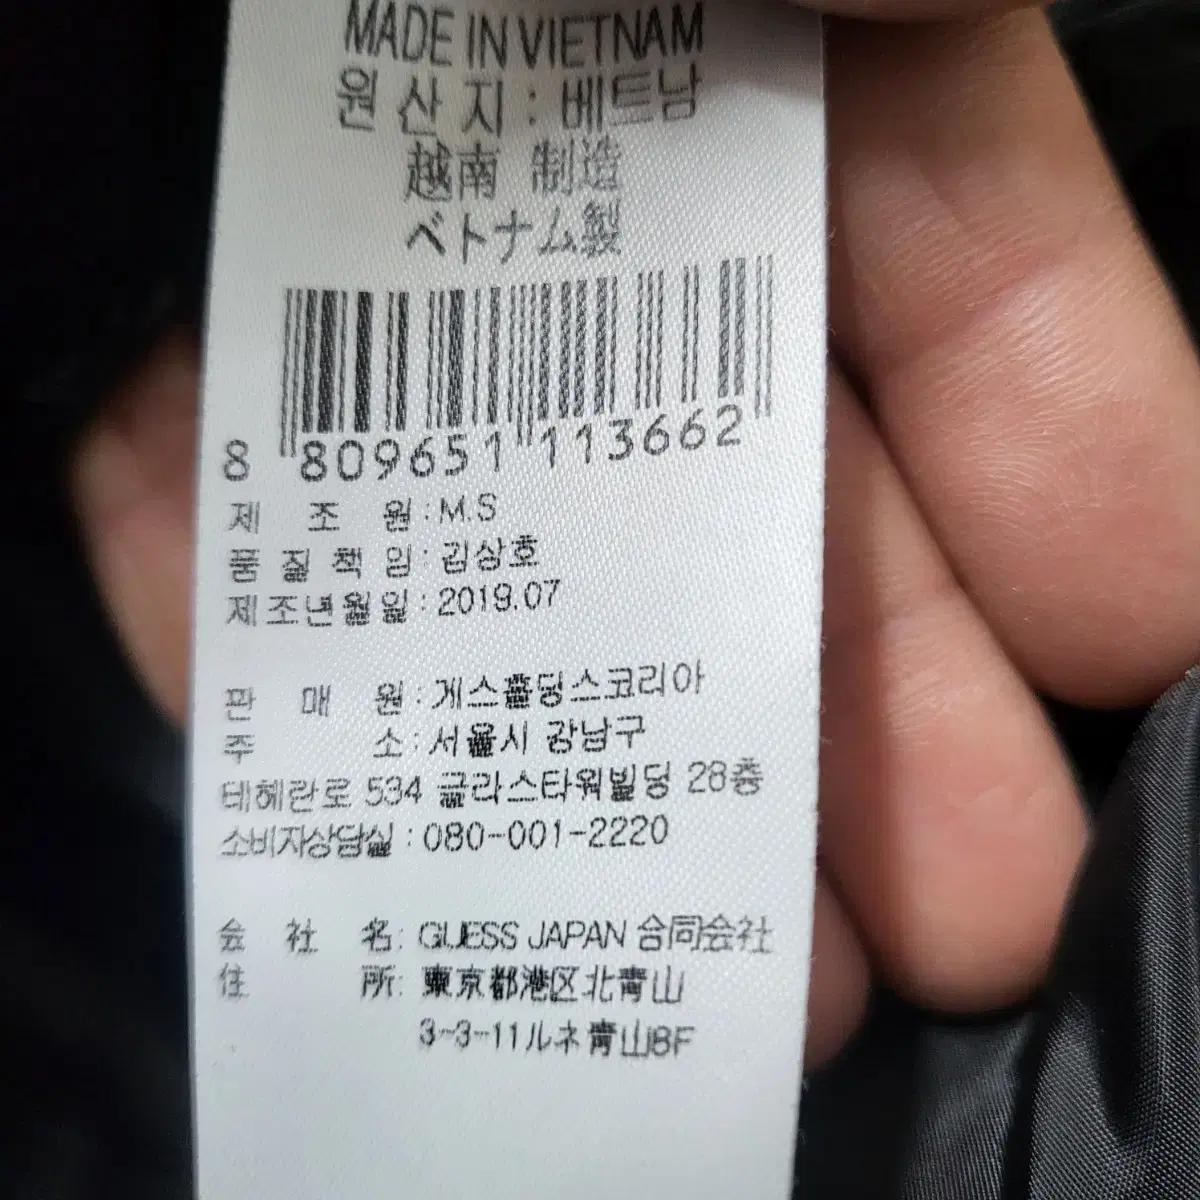 MADE IN VIETNAM
원 산 지 : 베트남
越南 制造
ベトナム製
8 809651 113662
제 조 원 : M.S
품 질 책 임 : 김상호
제조년월일 : 2019.07
판 매 원 : 게스홀딩스코리아
주 소 : 서울시 강남구
테헤란로 534 글라스타워빌딩 28층
소비자상담실 : 080-001-2220
会 社 名 : GUESS JAPAN 合同会社
住 所 : 東京都港区北青山
3-3-11ルネ青山8F